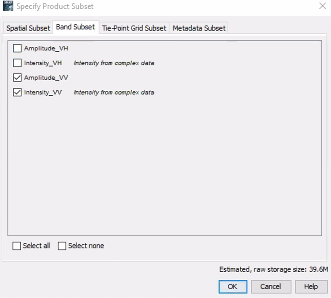 Specify Product Subset
Spatial Subset Band Subset Tie-Point Grid Subset Metadata Subset
Amplitude_VH
Intensity_VH Intensity from complex data
Amplitude_VV
Intensity_VV Intensity from complex data
Select all Select none
Estimated, raw storage size: 39.6M
OK Cancel Help